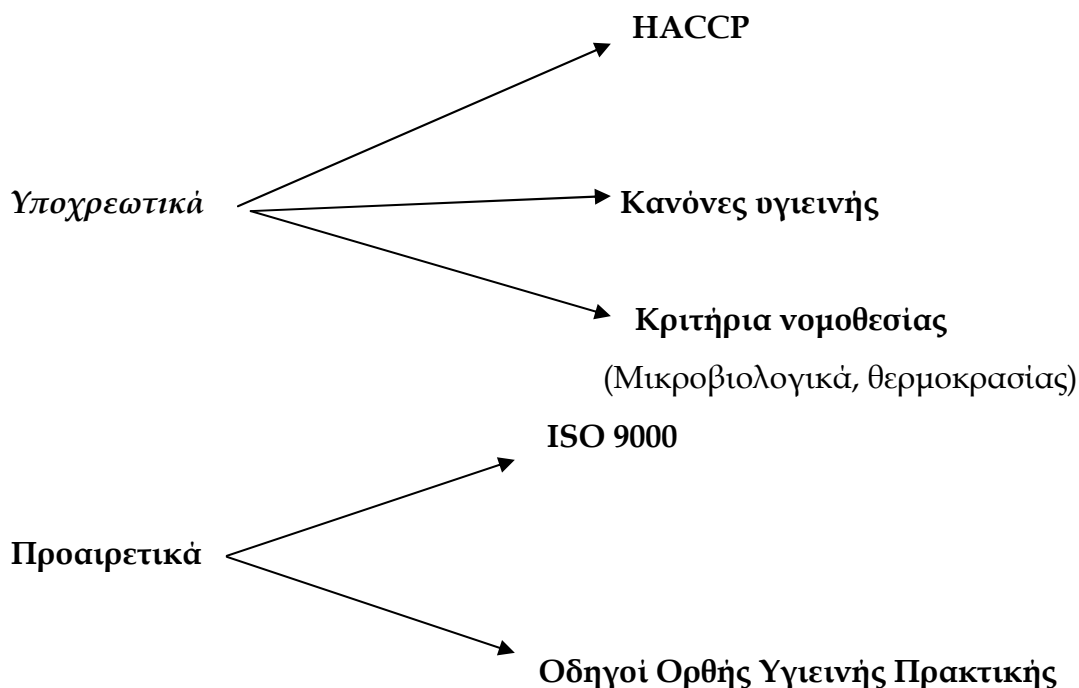 HACCP
Υποχρεωτικά
Κανόνες υγιεινής
Κριτήρια νομοθεσίας
(Μικροβιολογικά, θερμοκρασίας)
ISO 9000
Προαιρετικά
Οδηγοί Ορθής Υγιεινής Πρακτικής